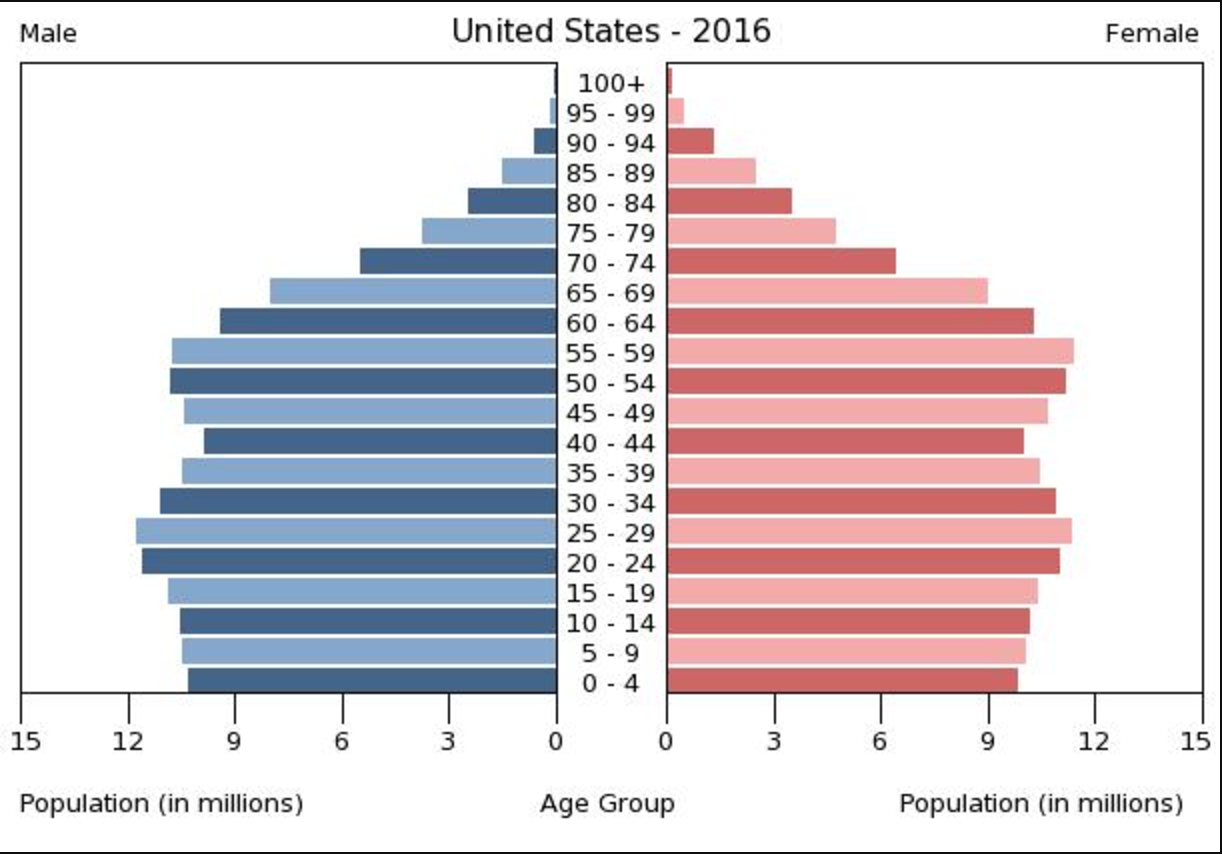 Male United States - 2016 Female
100+
95 - 99
90 - 94
85 - 89
80 - 84
75 - 79
70 - 74
65 - 69
60 - 64
55 - 59
50 - 54
45 - 49
40 - 44
35 - 39
30 - 34
25 - 29
20 - 24
15 - 19
10 - 14
5 - 9
0 - 4
15 12 9 6 3 0 0 3 6 9 12 15
Population (in millions) Age Group Population (in millions)